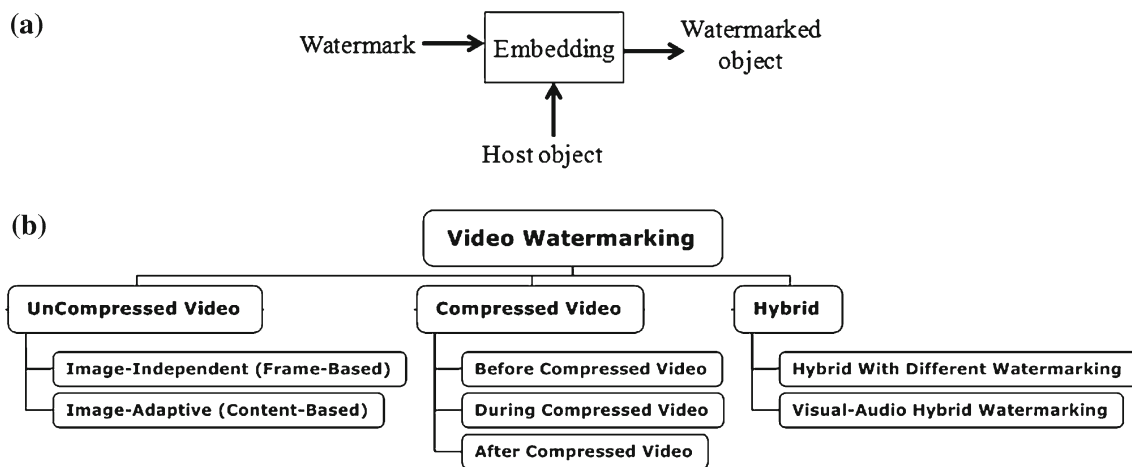 (a)
Watermark
Embedding
Watermarked
object
Host object
(b)
Video Watermarking
UnCompressed Video
Compressed Video
Hybrid
Image-Independent (Frame-Based)
Before Compressed Video
Hybrid With Different Watermarking
Image-Adaptive (Content-Based)
During Compressed Video
Visual-Audio Hybrid Watermarking
After Compressed Video